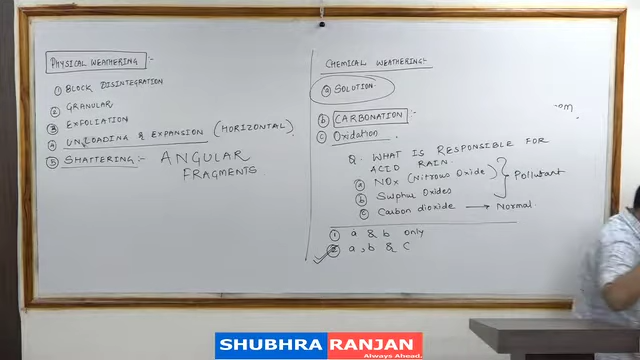 PHYSICAL WEATHERING :-
① BLOCK DISINTEGRATION
② GRANULAR
③ EXFOLIATION
④ UNLOADING & EXPANSION (HORIZONTAL)
⑤ SHATTERING :- ANGULAR
FRAGMENTS
CHEMICAL WEATHERING:-
ⓐ SOLUTION
ⓑ CARBONATION :-
ⓒ Oxidation
Q. WHAT IS RESPONSIBLE FOR
ACID RAIN.
ⓐ NOx (Nitrous Oxide)
ⓑ Sulphur Oxides
Pollutant
ⓒ Carbon dioxide → Normal
① a & b only
② a, b & C
SHUBHRA RANJAN
Always Ahead.